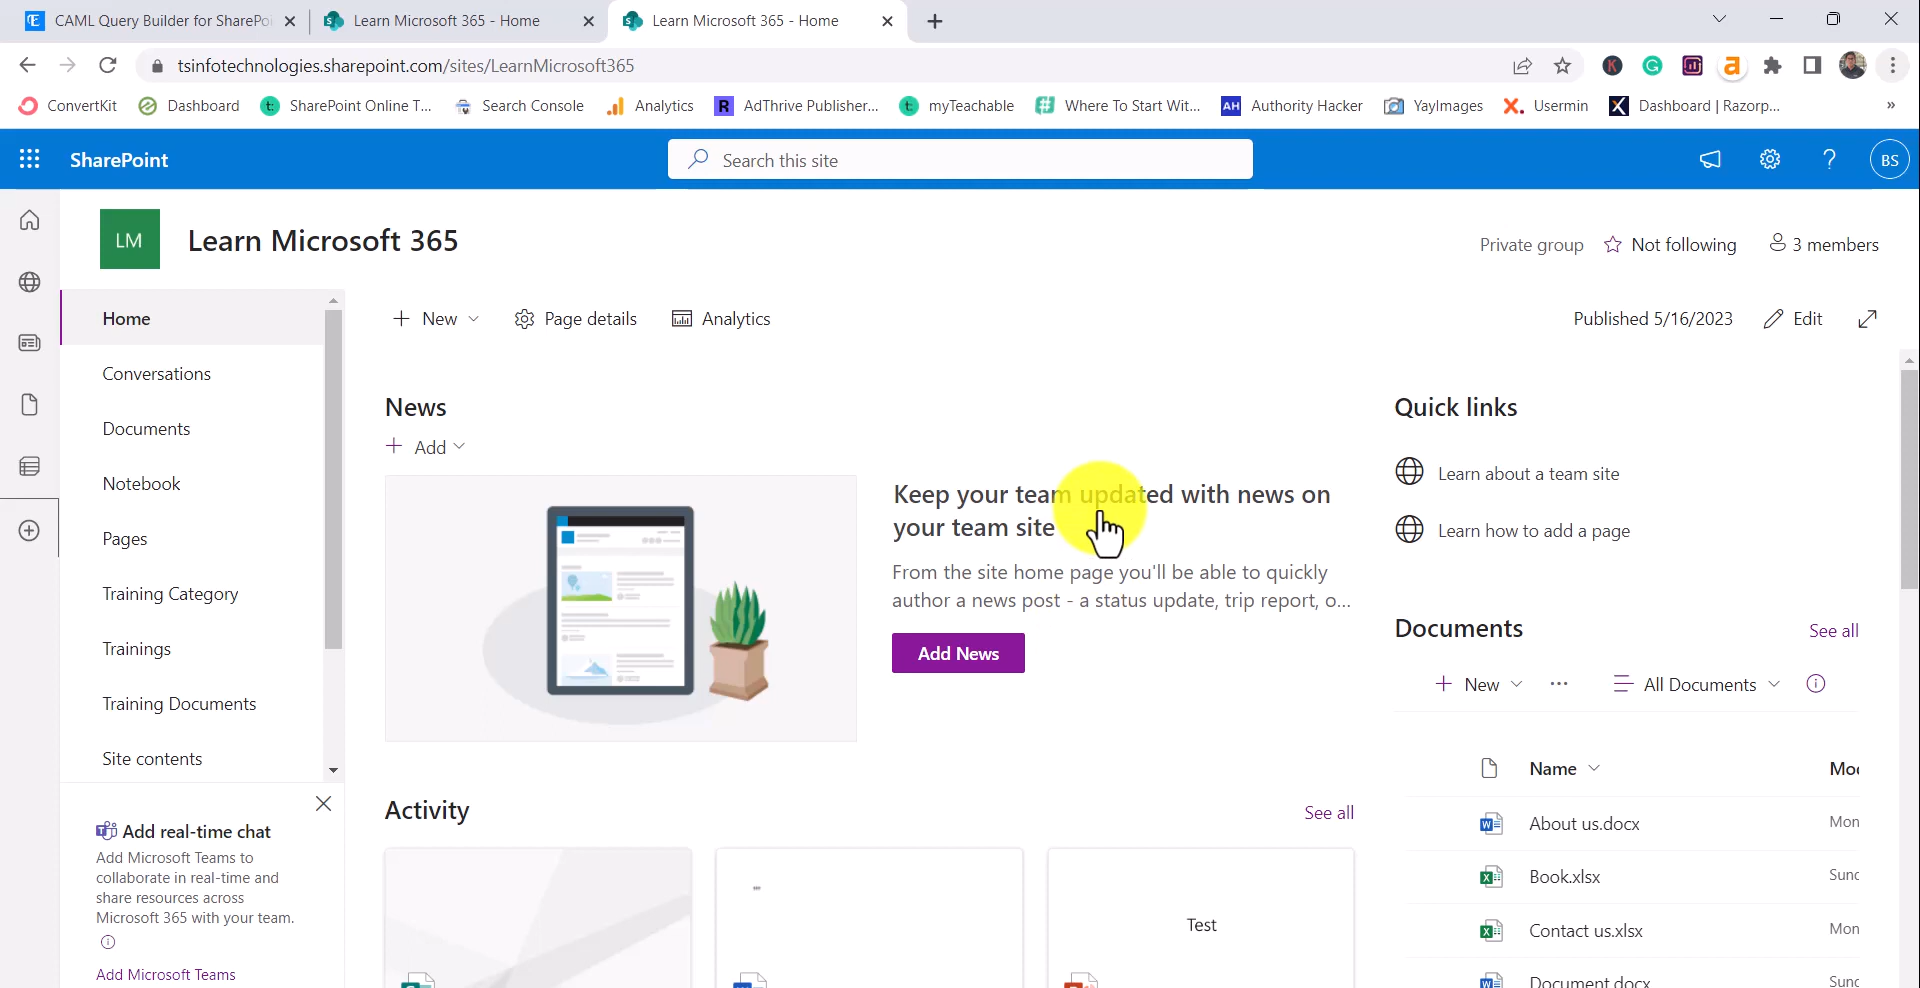 CAML Query Builder for SharePoi
Learn Microsoft 365 - Home
Learn Microsoft 365 - Home
tsinfotechnologies.sharepoint.com/sites/LearnMicrosoft365
ConvertKit
Dashboard
SharePoint Online T...
Search Console
Analytics
AdThrive Publisher...
myTeachable
Where To Start Wit...
AH
Authority Hacker
YayImages
Usermin
Dashboard | Razorp...
SharePoint
Search this site
BS
LM
Learn Microsoft 365
Private group
Not following
3 members
Home
Conversations
Documents
Notebook
Pages
Training Category
Trainings
Training Documents
Site contents
Add real-time chat
Add Microsoft Teams to
collaborate in real-time and
share resources across
Microsoft 365 with your team.
Add Microsoft Teams
New
Page details
Analytics
Published 5/16/2023
Edit
News
Add
Keep your team updated with news on
your team site
From the site home page you'll be able to quickly
author a news post - a status update, trip report, o...
Add News
Activity
See all
Test
Quick links
Learn about a team site
Learn how to add a page
Documents
See all
New
All Documents
Name
Mod
About us.docx
Mon
Book.xlsx
Sund
Contact us.xlsx
Mon
Document.docx
Sund